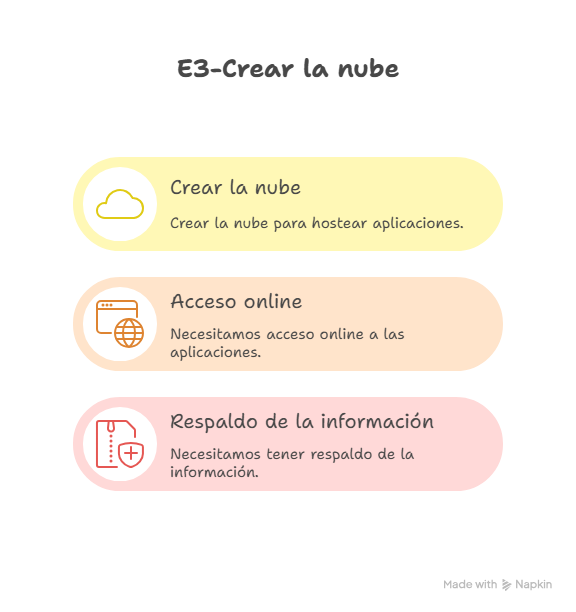 E3-Crear la nube
Crear la nube
Crear la nube para hostear aplicaciones.
Acceso online
Necesitamos acceso online a las
aplicaciones.
Respaldo de la información
Necesitamos tener respaldo de la
información.
Made with Napkin